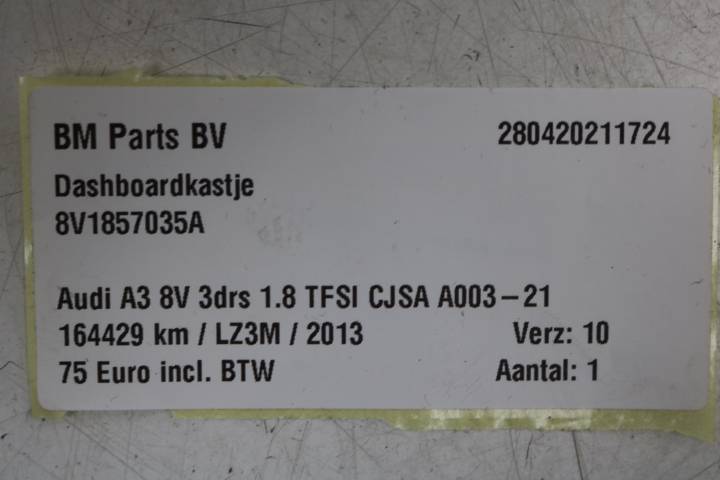 BM Parts BV 280420211724
Dashboardkastje
8V1857035A
Audi A3 8V 3drs 1.8 TFSI CJSA A003-21
164429 km / LZ3M / 2013 Verz: 10
75 Euro incl. BTW Aantal: 1